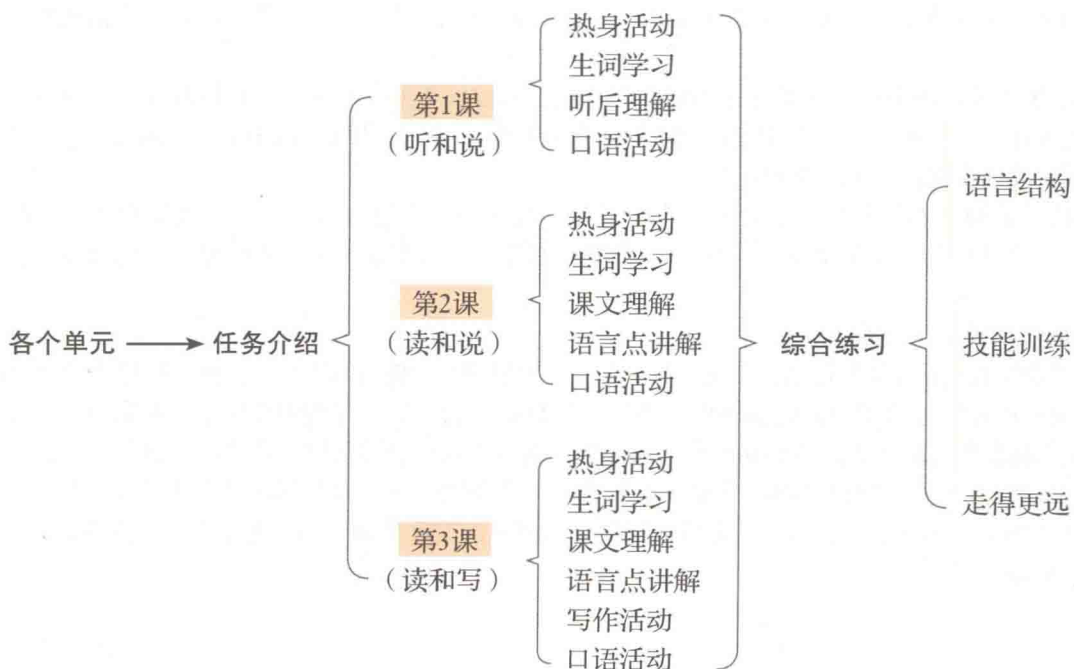 各个单元
任务介绍
第1课
（听和说）
热身活动
生词学习
听后理解
口语活动
第2课
（读和说）
热身活动
生词学习
课文理解
语言点讲解
口语活动
第3课
（读和写）
热身活动
生词学习
课文理解
语言点讲解
写作活动
口语活动
综合练习
语言结构
技能训练
走得更远